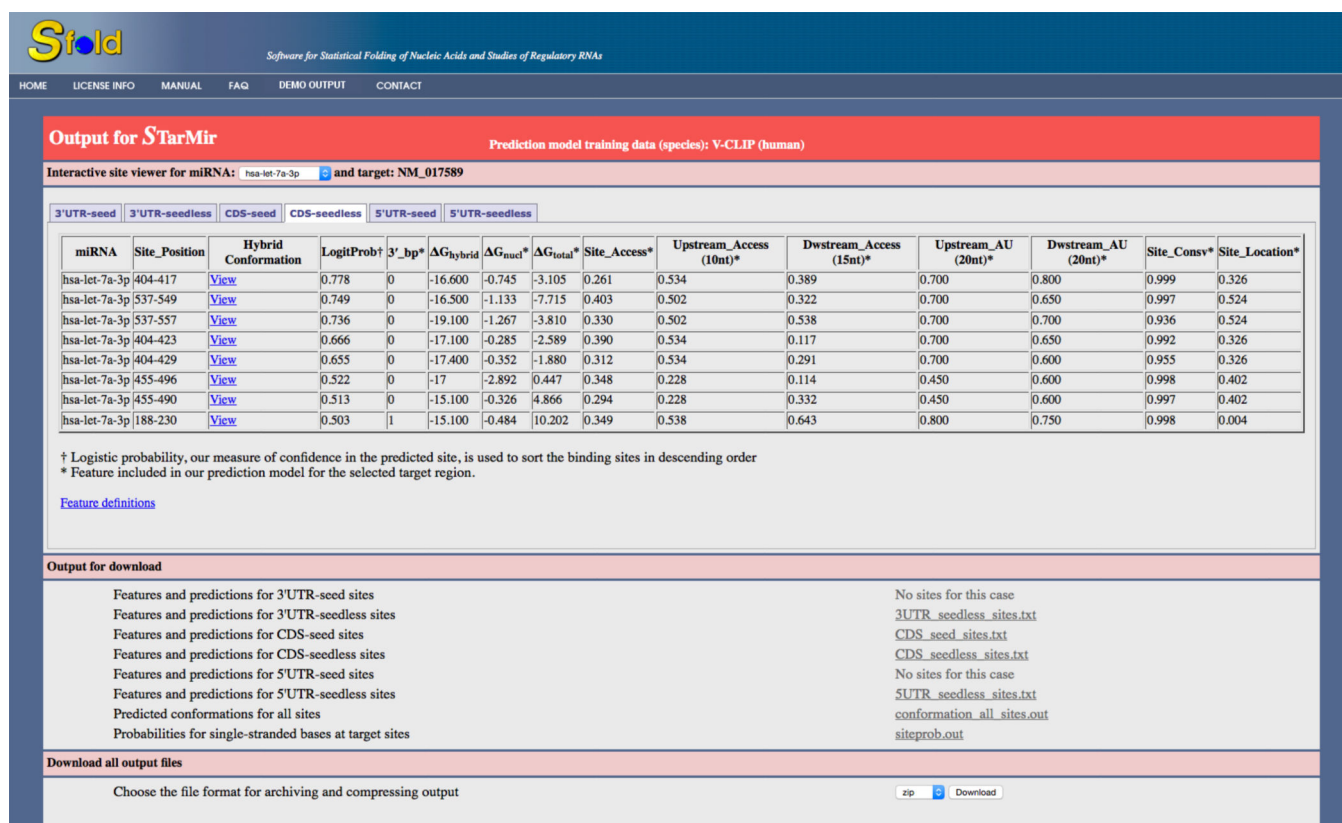 Sfold
Software for Statistical Folding of Nucleic Acids and Studies of Regulatory RNAs
HOME LICENSE INFO MANUAL FAQ DEMO OUTPUT CONTACT
Output for STarMir Prediction model training data (species): V-CLIP (human)
Interactive site viewer for miRNA: hsa-let-7a-3p and target: NM_017589
3'UTR-seed 3'UTR-seedless CDS-seed CDS-seedless 5'UTR-seed 5'UTR-seedless
miRNA Site_Position Hybrid Conformation LogitProb† 3'_bp* ΔGhybrid ΔGnucl* ΔGtotal* Site_Access* Upstream_Access (10nt)* Dwstream_Access (15nt)* Upstream_AU (20nt)* Dwstream_AU (20nt)* Site_Consv* Site_Location*
hsa-let-7a-3p 404-417 View 0.778 0 -16.600 -0.745 -3.105 0.261 0.534 0.389 0.700 0.800 0.999 0.326
hsa-let-7a-3p 537-549 View 0.749 0 -16.500 -1.133 -7.715 0.403 0.502 0.322 0.700 0.650 0.997 0.524
hsa-let-7a-3p 537-557 View 0.736 0 -19.100 -1.267 -3.810 0.330 0.502 0.538 0.700 0.700 0.936 0.524
hsa-let-7a-3p 404-423 View 0.666 0 -17.100 -0.285 -2.589 0.390 0.534 0.117 0.700 0.650 0.992 0.326
hsa-let-7a-3p 404-429 View 0.655 0 -17.400 -0.352 -1.880 0.312 0.534 0.291 0.700 0.600 0.955 0.326
hsa-let-7a-3p 455-496 View 0.522 0 -17 -2.892 0.447 0.348 0.228 0.114 0.450 0.600 0.998 0.402
hsa-let-7a-3p 455-490 View 0.513 0 -15.100 -0.326 4.866 0.294 0.228 0.332 0.450 0.600 0.997 0.402
hsa-let-7a-3p 188-230 View 0.503 1 -15.100 -0.484 10.202 0.349 0.538 0.643 0.800 0.750 0.998 0.004
† Logistic probability, our measure of confidence in the predicted site, is used to sort the binding sites in descending order
* Feature included in our prediction model for the selected target region.
Feature definitions
Output for download
Features and predictions for 3'UTR-seed sites No sites for this case
Features and predictions for 3'UTR-seedless sites 3UTR_seedless_sites.txt
Features and predictions for CDS-seed sites CDS_seed_sites.txt
Features and predictions for CDS-seedless sites CDS_seedless_sites.txt
Features and predictions for 5'UTR-seed sites No sites for this case
Features and predictions for 5'UTR-seedless sites 5UTR_seedless_sites.txt
Predicted conformations for all sites conformation_all_sites.out
Probabilities for single-stranded bases at target sites siteprob.out
Download all output files
Choose the file format for archiving and compressing output zip Download